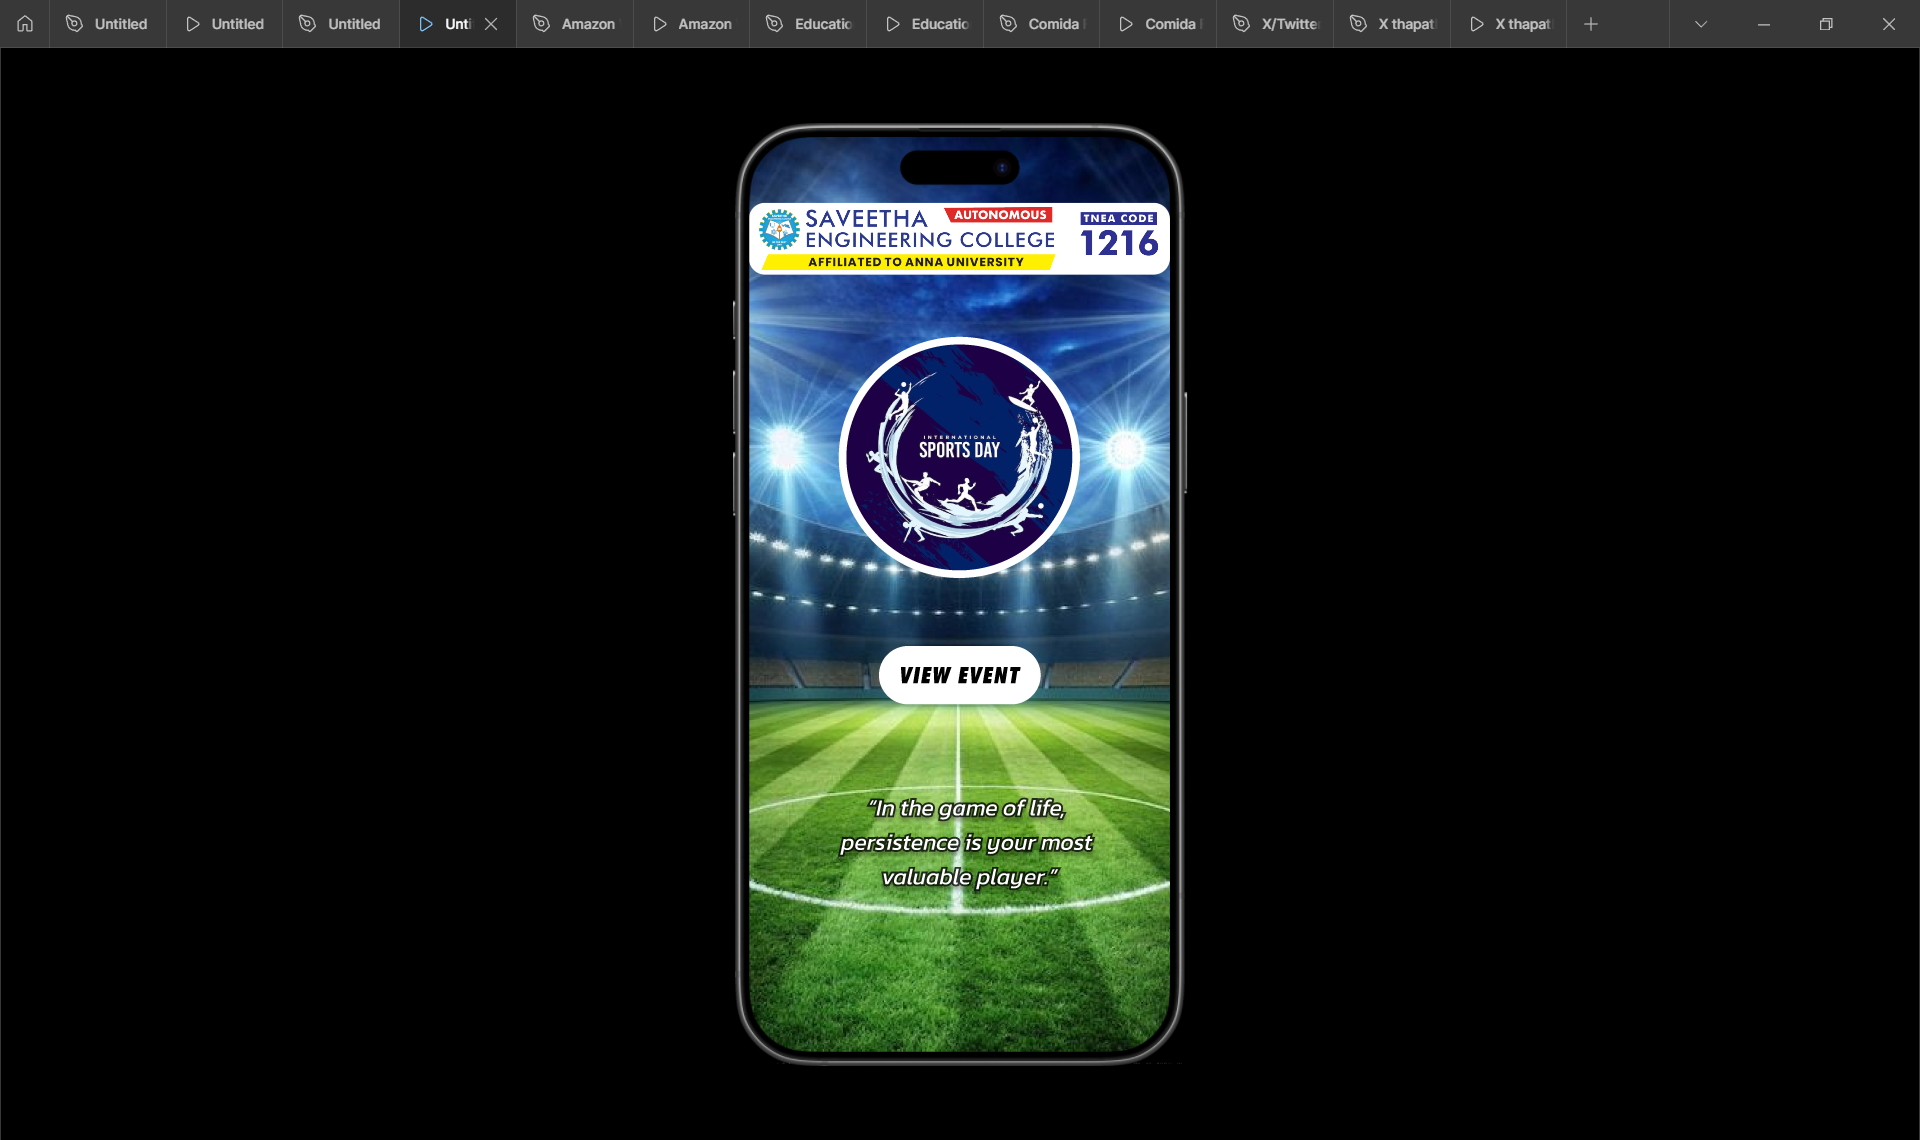 Untitled
Untitled
Untitled
Unti
Amazon
Amazon
Educatio
Educatio
Comida
Comida
X/Twitte
X thapat
X thapat
SAVEETHA
AUTONOMOUS
ENGINEERING COLLEGE
AFFILIATED TO ANNA UNIVERSITY
TNEA CODE
1216
INTERNATIONAL
SPORTS DAY
VIEW EVENT
“In the game of life,
persistence is your most
valuable player.”